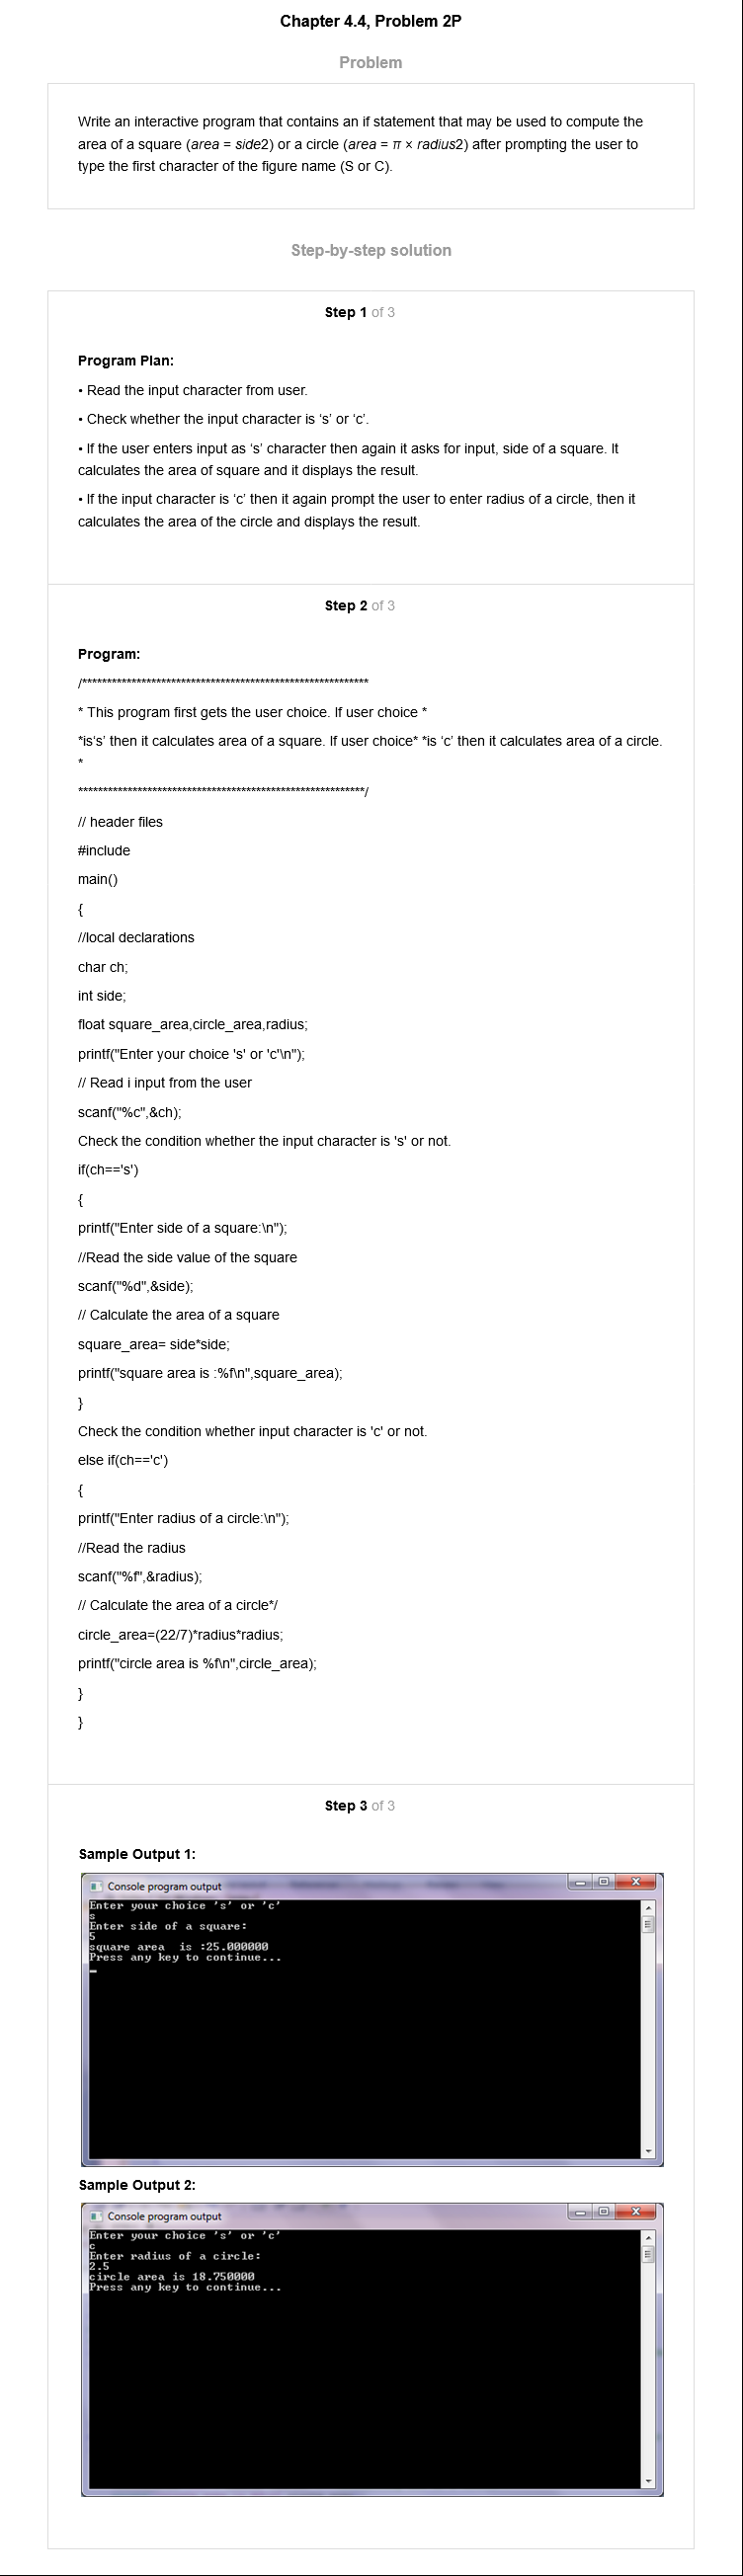 Chapter 4.4, Problem 2P
Problem
Write an interactive program that contains an if statement that may be used to compute the
area of a square (area = side2) or a circle (area = π × radius2) after prompting the user to
type the first character of the figure name (S or C).
Step-by-step solution
Step 1 of 3
Program Plan:
• Read the input character from user.
• Check whether the input character is ‘s’ or ‘c’.
• If the user enters input as ‘s’ character then again it asks for input, side of a square. It
calculates the area of square and it displays the result.
• If the input character is ‘c’ then it again prompt the user to enter radius of a circle, then it
calculates the area of the circle and displays the result.
Step 2 of 3
Program:
/**********************************************************
* This program first gets the user choice. If user choice *
*is‘s’ then it calculates area of a square. If user choice* *is ‘c’ then it calculates area of a circle.
*
**********************************************************/
// header files
#include
main()
{
//local declarations
char ch;
int side;
float square_area,circle_area,radius;
printf("Enter your choice 's' or 'c'\n");
// Read i input from the user
scanf("%c",&ch);
Check the condition whether the input character is 's' or not.
if(ch=='s')
{
printf("Enter side of a square:\n");
//Read the side value of the square
scanf("%d",&side);
// Calculate the area of a square
square_area= side*side;
printf("square area is :%f\n",square_area);
}
Check the condition whether input character is 'c' or not.
else if(ch=='c')
{
printf("Enter radius of a circle:\n");
//Read the radius
scanf("%f",&radius);
// Calculate the area of a circle*/
circle_area=(22/7)*radius*radius;
printf("circle area is %f\n",circle_area);
}
}
Step 3 of 3
Sample Output 1:
Console program output
Enter your choice 's' or 'c'
s
Enter side of a square:
5
square area  is :25.000000
Press any key to continue...
Sample Output 2:
Console program output
Enter your choice 's' or 'c'
c
Enter radius of a circle:
2.5
circle area is 18.750000
Press any key to continue...